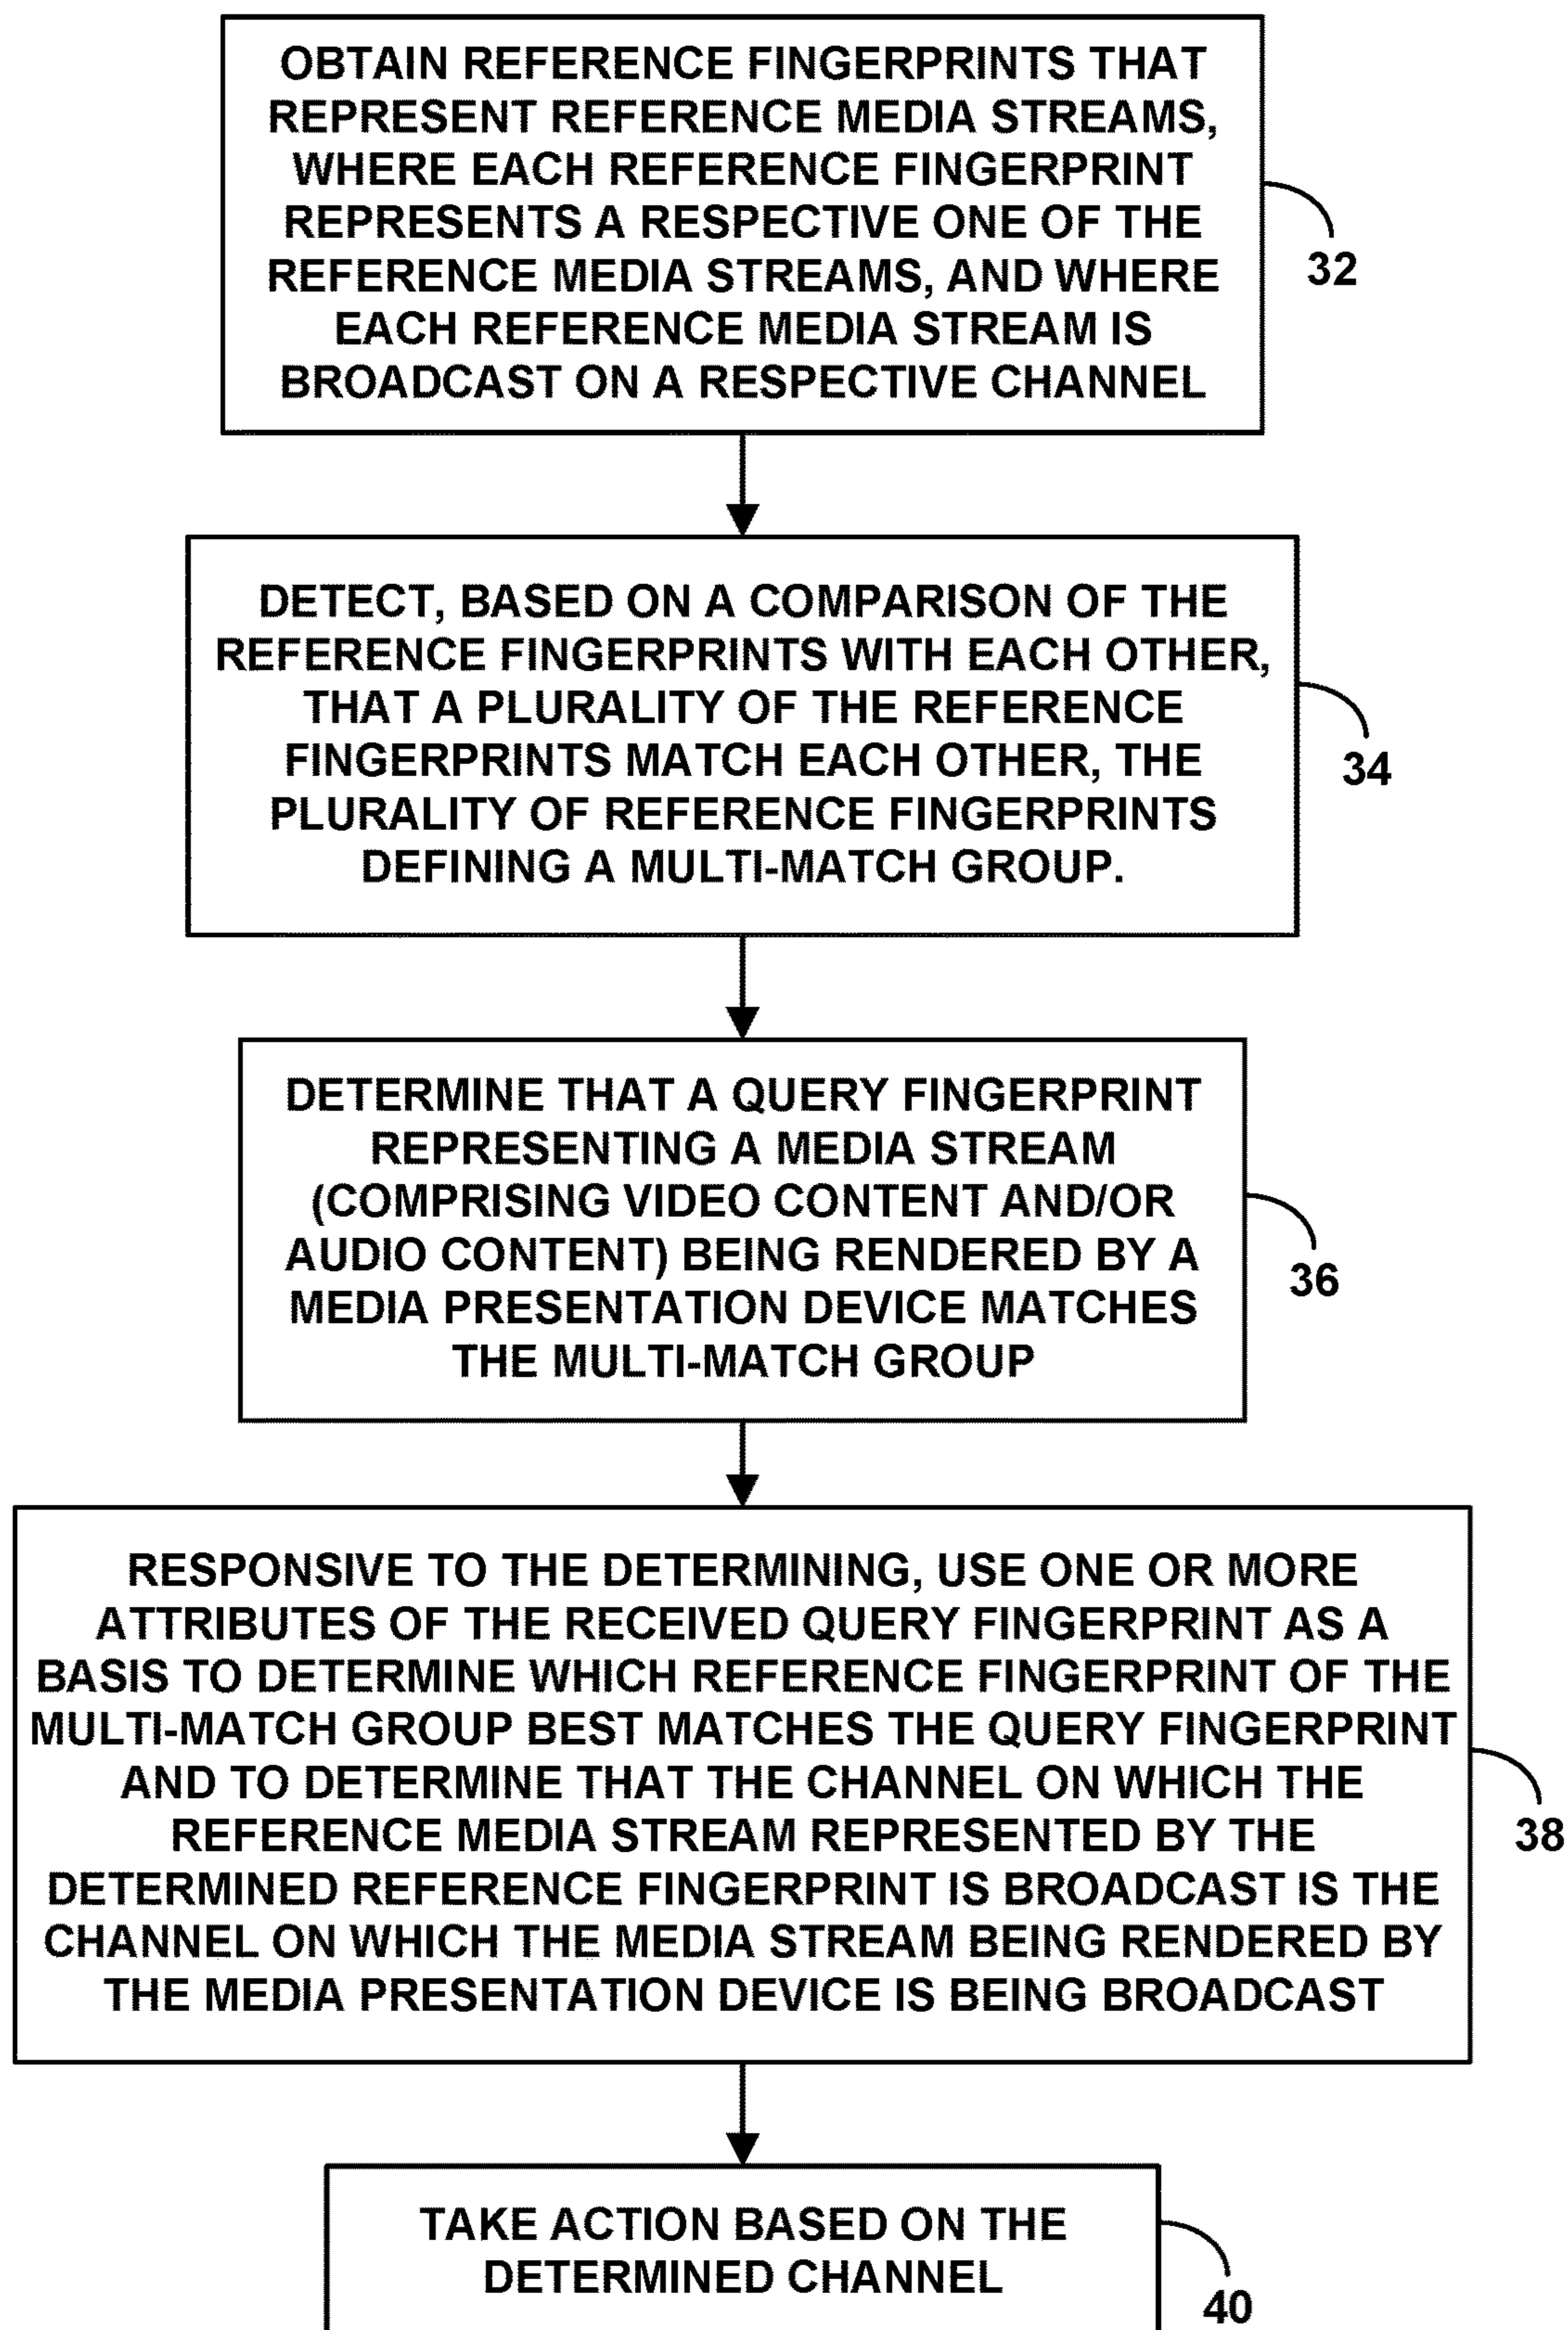 OBTAIN REFERENCE FINGERPRINTS THAT
REPRESENT REFERENCE MEDIA STREAMS,
WHERE EACH REFERENCE FINGERPRINT
REPRESENTS A RESPECTIVE ONE OF THE
REFERENCE MEDIA STREAMS, AND WHERE
EACH REFERENCE MEDIA STREAM IS
BROADCAST ON A RESPECTIVE CHANNEL
32
DETECT, BASED ON A COMPARISON OF THE
REFERENCE FINGERPRINTS WITH EACH OTHER,
THAT A PLURALITY OF THE REFERENCE
FINGERPRINTS MATCH EACH OTHER, THE
PLURALITY OF REFERENCE FINGERPRINTS
DEFINING A MULTI-MATCH GROUP.
34
DETERMINE THAT A QUERY FINGERPRINT
REPRESENTING A MEDIA STREAM
(COMPRISING VIDEO CONTENT AND/OR
AUDIO CONTENT) BEING RENDERED BY A
MEDIA PRESENTATION DEVICE MATCHES
THE MULTI-MATCH GROUP
36
RESPONSIVE TO THE DETERMINING, USE ONE OR MORE
ATTRIBUTES OF THE RECEIVED QUERY FINGERPRINT AS A
BASIS TO DETERMINE WHICH REFERENCE FINGERPRINT OF THE
MULTI-MATCH GROUP BEST MATCHES THE QUERY FINGERPRINT
AND TO DETERMINE THAT THE CHANNEL ON WHICH THE
REFERENCE MEDIA STREAM REPRESENTED BY THE
DETERMINED REFERENCE FINGERPRINT IS BROADCAST IS THE
CHANNEL ON WHICH THE MEDIA STREAM BEING RENDERED BY
THE MEDIA PRESENTATION DEVICE IS BEING BROADCAST
38
TAKE ACTION BASED ON THE
DETERMINED CHANNEL
40